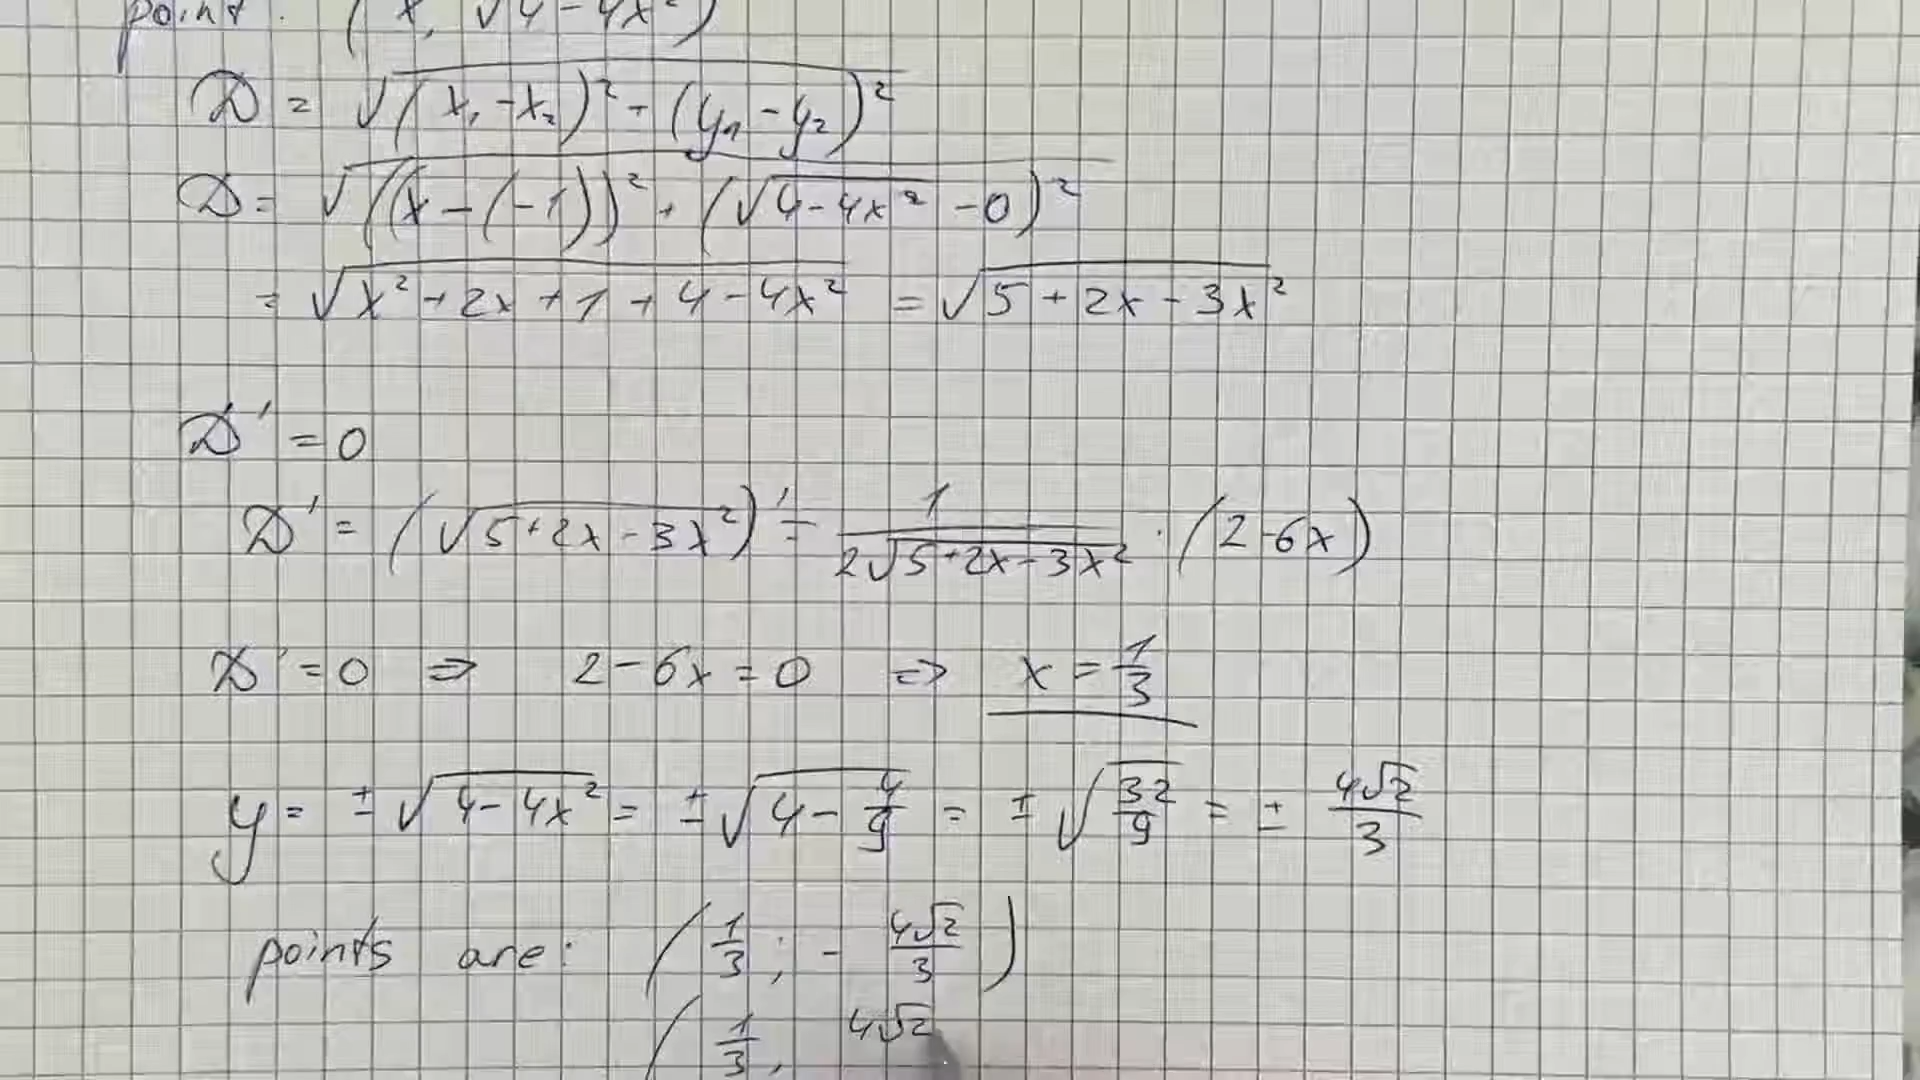 point: (x, √4-4x²)
D = √(x₁-x₂)² + (y₁-y₂)²
D = √((x-(-1))² + (√4-4x² -0)²
= √x²+2x+1+4-4x² = √5+2x-3x²
D' = 0
D' = (√5+2x-3x²)' = 1/2√5+2x-3x² · (2-6x)
D' = 0 ⇒ 2-6x = 0 ⇒ x = 1/3
y = ±√4-4x² = ±√4-4/9 = ±√32/9 = ± 4√2/3
points are: (1/3; - 4√2/3)
(1/3, 4√2